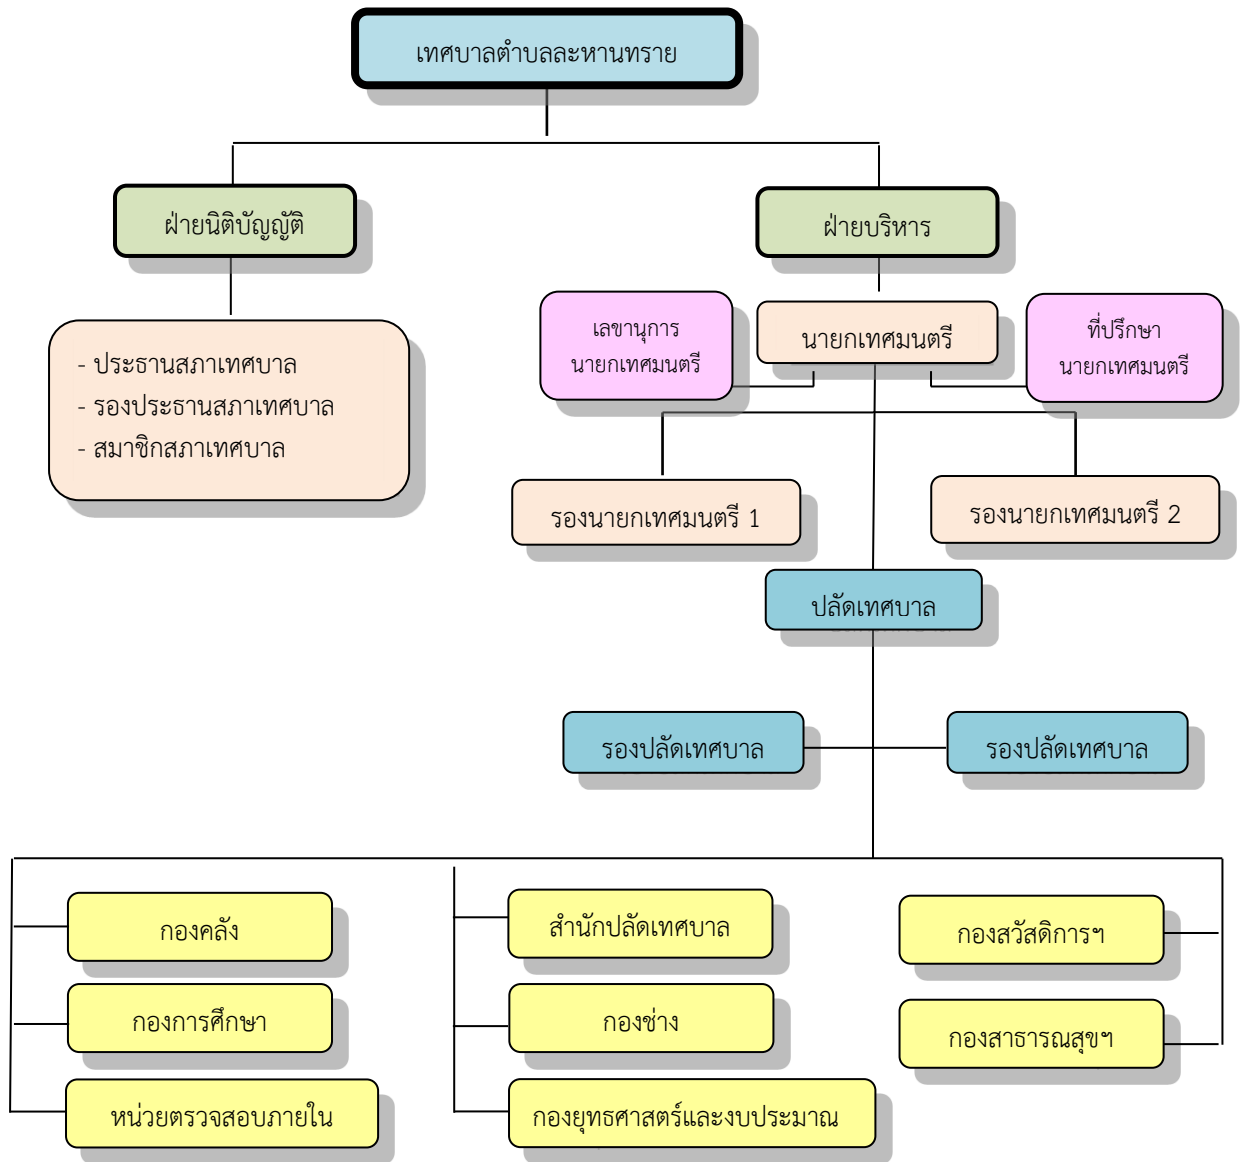 เทศบาลตำบลละหานทราย
ฝ่ายนิติบัญญัติ
ฝ่ายบริหาร
- ประธานสภาเทศบาล
- รองประธานสภาเทศบาล
- สมาชิกสภาเทศบาล
เลขานุการ
นายกเทศมนตรี
นายกเทศมนตรี
ที่ปรึกษา
นายกเทศมนตรี
รองนายกเทศมนตรี 1
รองนายกเทศมนตรี 2
ปลัดเทศบาล
รองปลัดเทศบาล
รองปลัดเทศบาล
กองคลัง
สำนักปลัดเทศบาล
กองสวัสดิการฯ
กองการศึกษา
กองช่าง
กองสาธารณสุขฯ
หน่วยตรวจสอบภายใน
กองยุทธศาสตร์และงบประมาณ